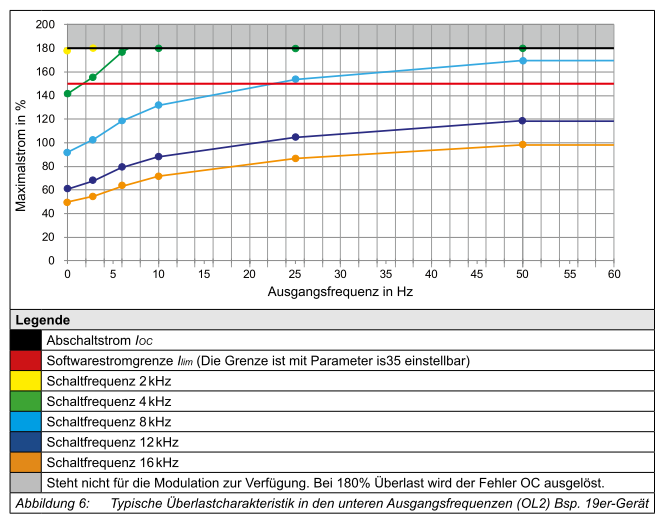 200
180
160
140
120
100
80
60
40
20
0
Maximalstrom in %
0 5 10 15 20 25 30 35 40 45 50 55 60
Ausgangsfrequenz in Hz
Legende
Abschaltstrom IOC
Softwarestromgrenze Ilim (Die Grenze ist mit Parameter is35 einstellbar)
Schaltfrequenz 2 kHz
Schaltfrequenz 4 kHz
Schaltfrequenz 8 kHz
Schaltfrequenz 12 kHz
Schaltfrequenz 16 kHz
Steht nicht für die Modulation zur Verfügung. Bei 180% Überlast wird der Fehler OC ausgelöst.
Abbildung 6: Typische Überlastcharakteristik in den unteren Ausgangsfrequenzen (OL2) Bsp. 19er-Gerät